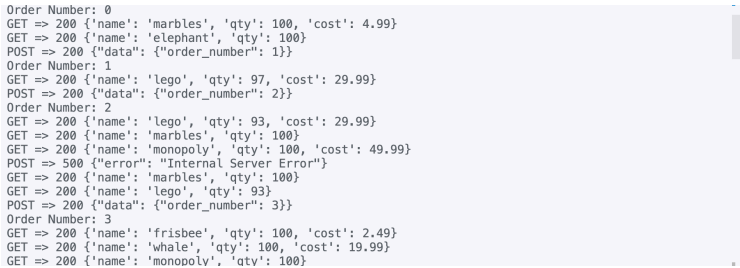 Order Number: 0
GET => 200 {'name': 'marbles', 'qty': 100, 'cost': 4.99}
GET => 200 {'name': 'elephant', 'qty': 100}
POST => 200 {"data": {"order_number": 1}}
Order Number: 1
GET => 200 {'name': 'lego', 'qty': 97, 'cost': 29.99}
POST => 200 {"data": {"order_number": 2}}
Order Number: 2
GET => 200 {'name': 'lego', 'qty': 93, 'cost': 29.99}
GET => 200 {'name': 'marbles', 'qty': 100}
GET => 200 {'name': 'monopoly', 'qty': 100, 'cost': 49.99}
POST => 500 {"error": "Internal Server Error"}
GET => 200 {'name': 'marbles', 'qty': 100}
GET => 200 {'name': 'lego', 'qty': 93}
POST => 200 {"data": {"order_number": 3}}
Order Number: 3
GET => 200 {'name': 'frisbee', 'qty': 100, 'cost': 2.49}
GET => 200 {'name': 'whale', 'qty': 100, 'cost': 19.99}
GET => 200 {'name': 'monopoly', 'qty': 100}